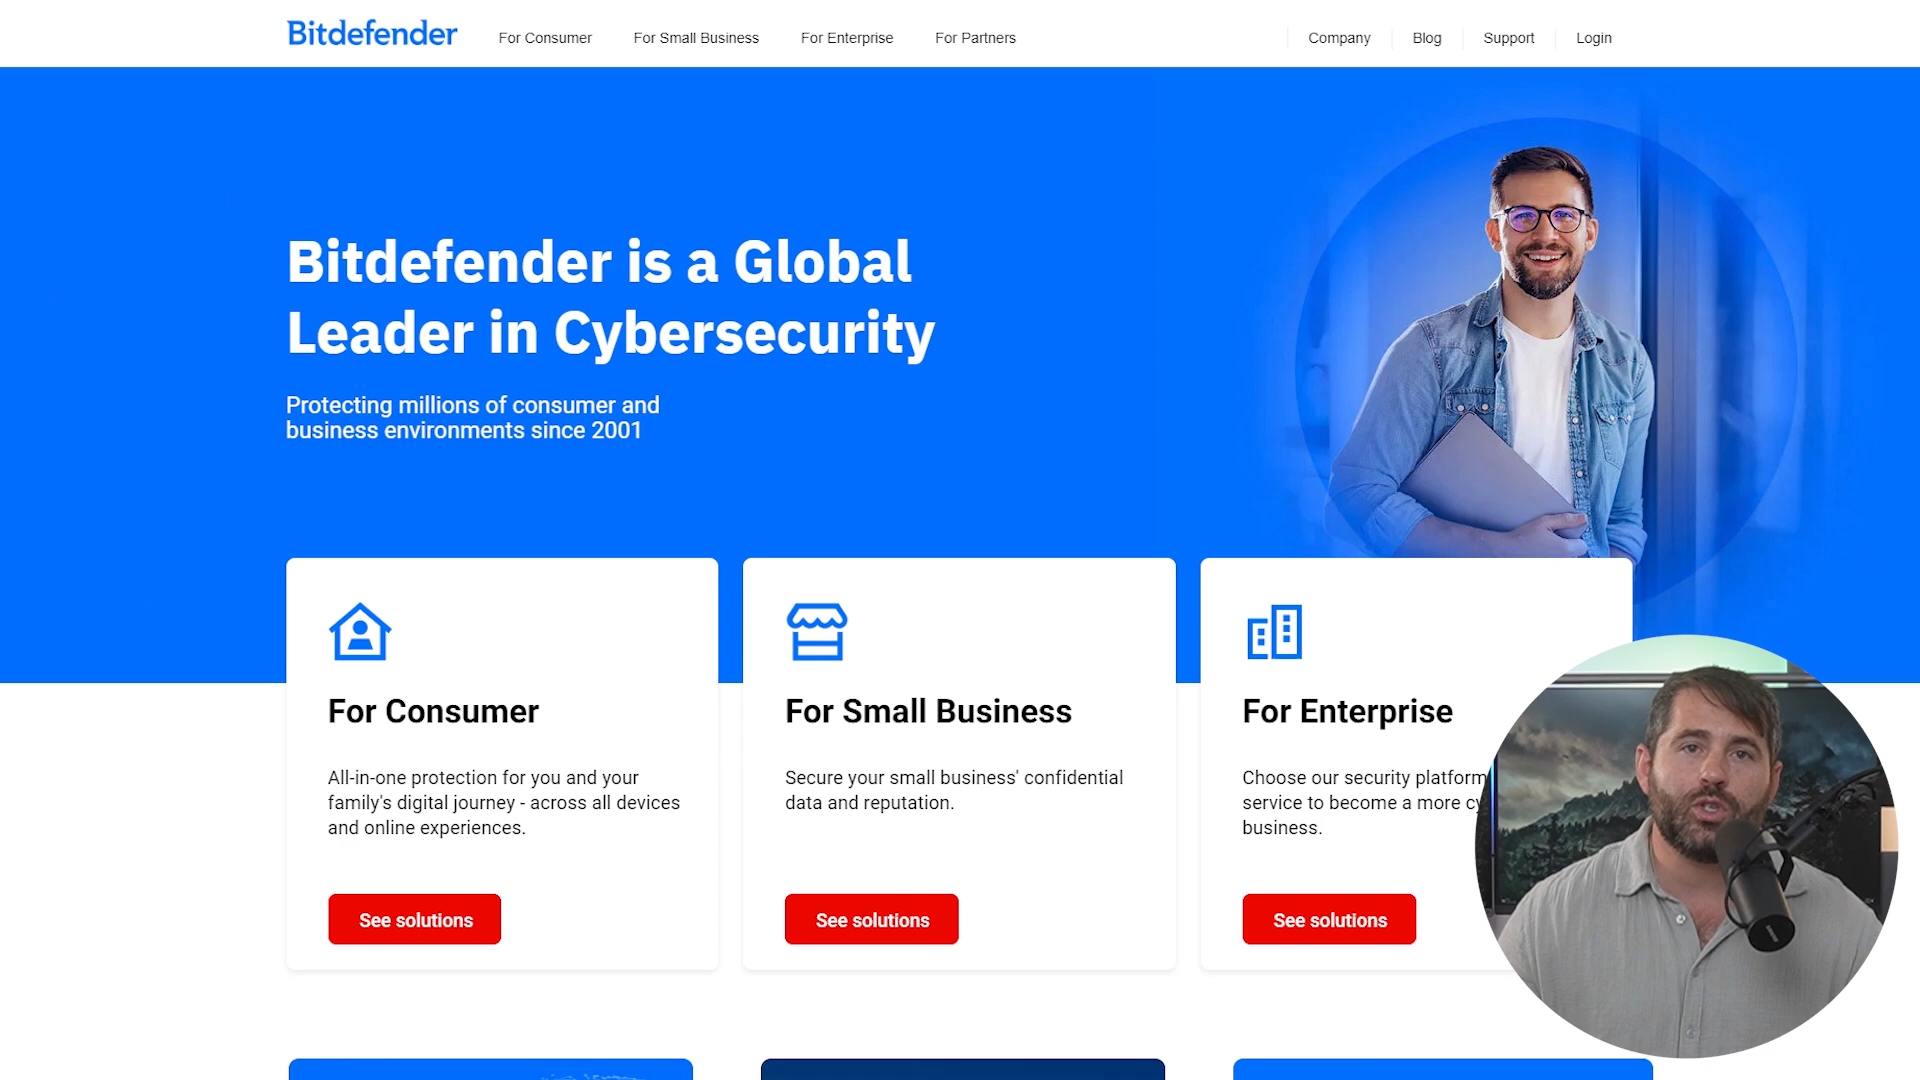 Bitdefender
For Consumer
For Small Business
For Enterprise
For Partners
Company
Blog
Support
Login
Bitdefender is a Global
Leader in Cybersecurity
Protecting millions of consumer and
business environments since 2001
For Consumer
All-in-one protection for you and your
family's digital journey - across all devices
and online experiences.
See solutions
For Small Business
Secure your small business' confidential
data and reputation.
See solutions
For Enterprise
Choose our security platform
service to become a more
business.
See solutions